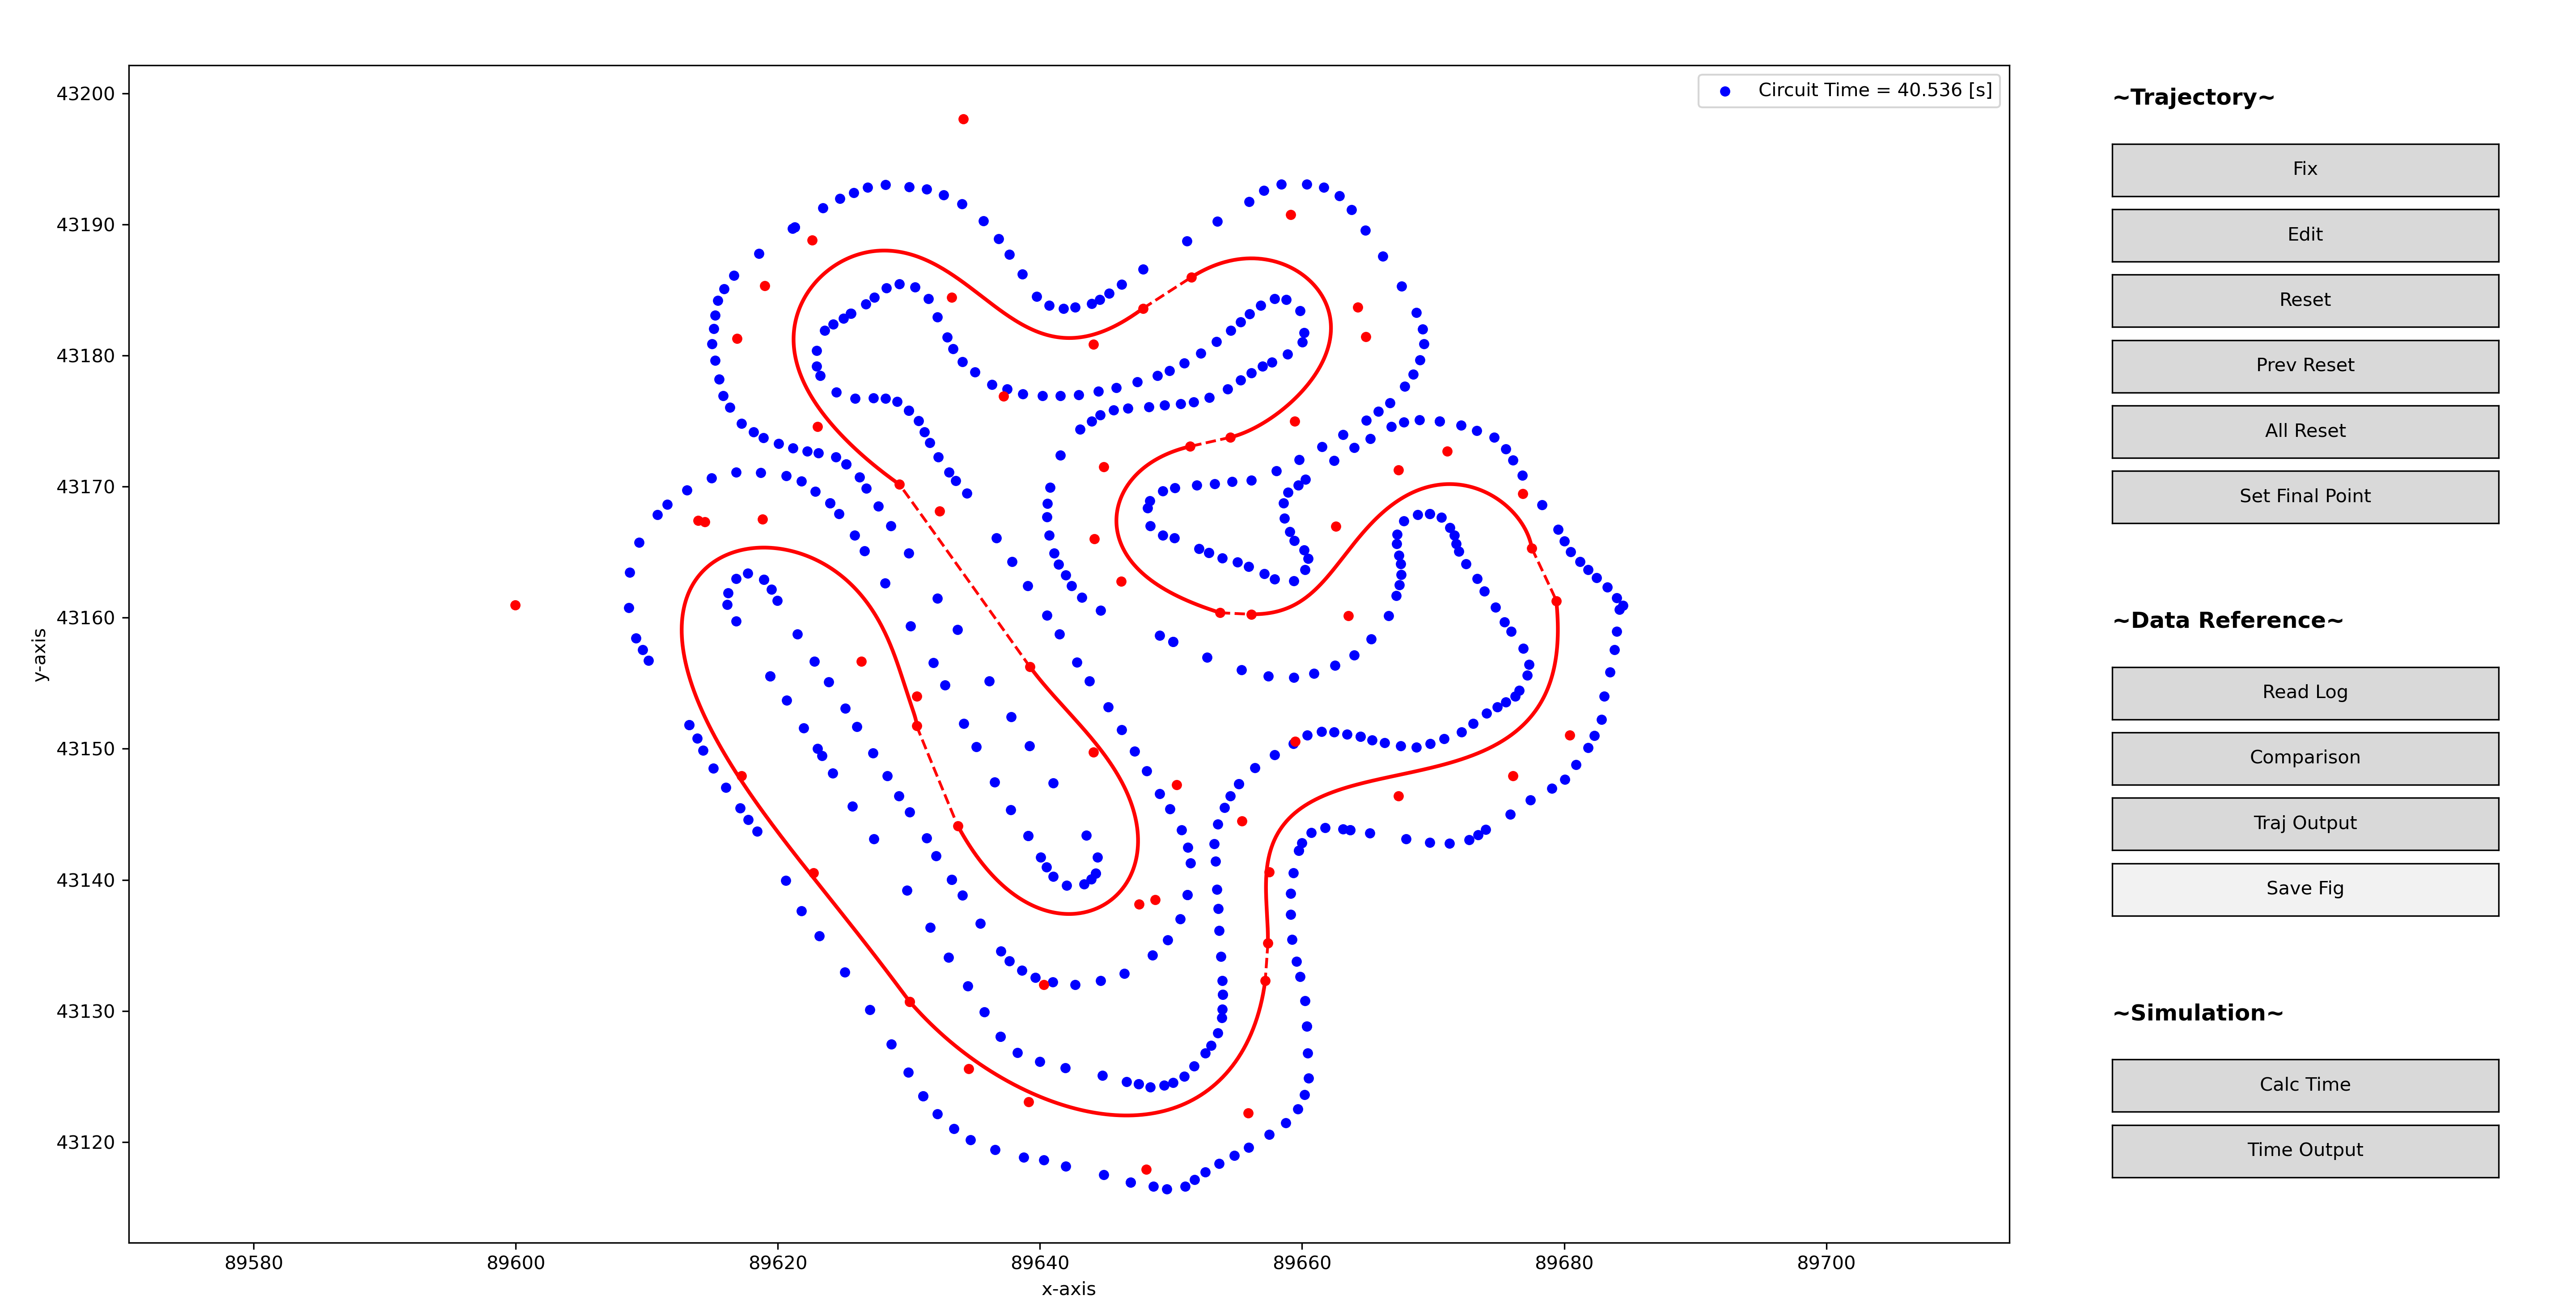 Circuit Time = 40.536 [s]
43200
43190
43180
43170
43160
43150
43140
43130
43120
y-axis
89580
89600
89620
89640
89660
89680
89700
x-axis
~Trajectory~
Fix
Edit
Reset
Prev Reset
All Reset
Set Final Point
~Data Reference~
Read Log
Comparison
Traj Output
Save Fig
~Simulation~
Calc Time
Time Output